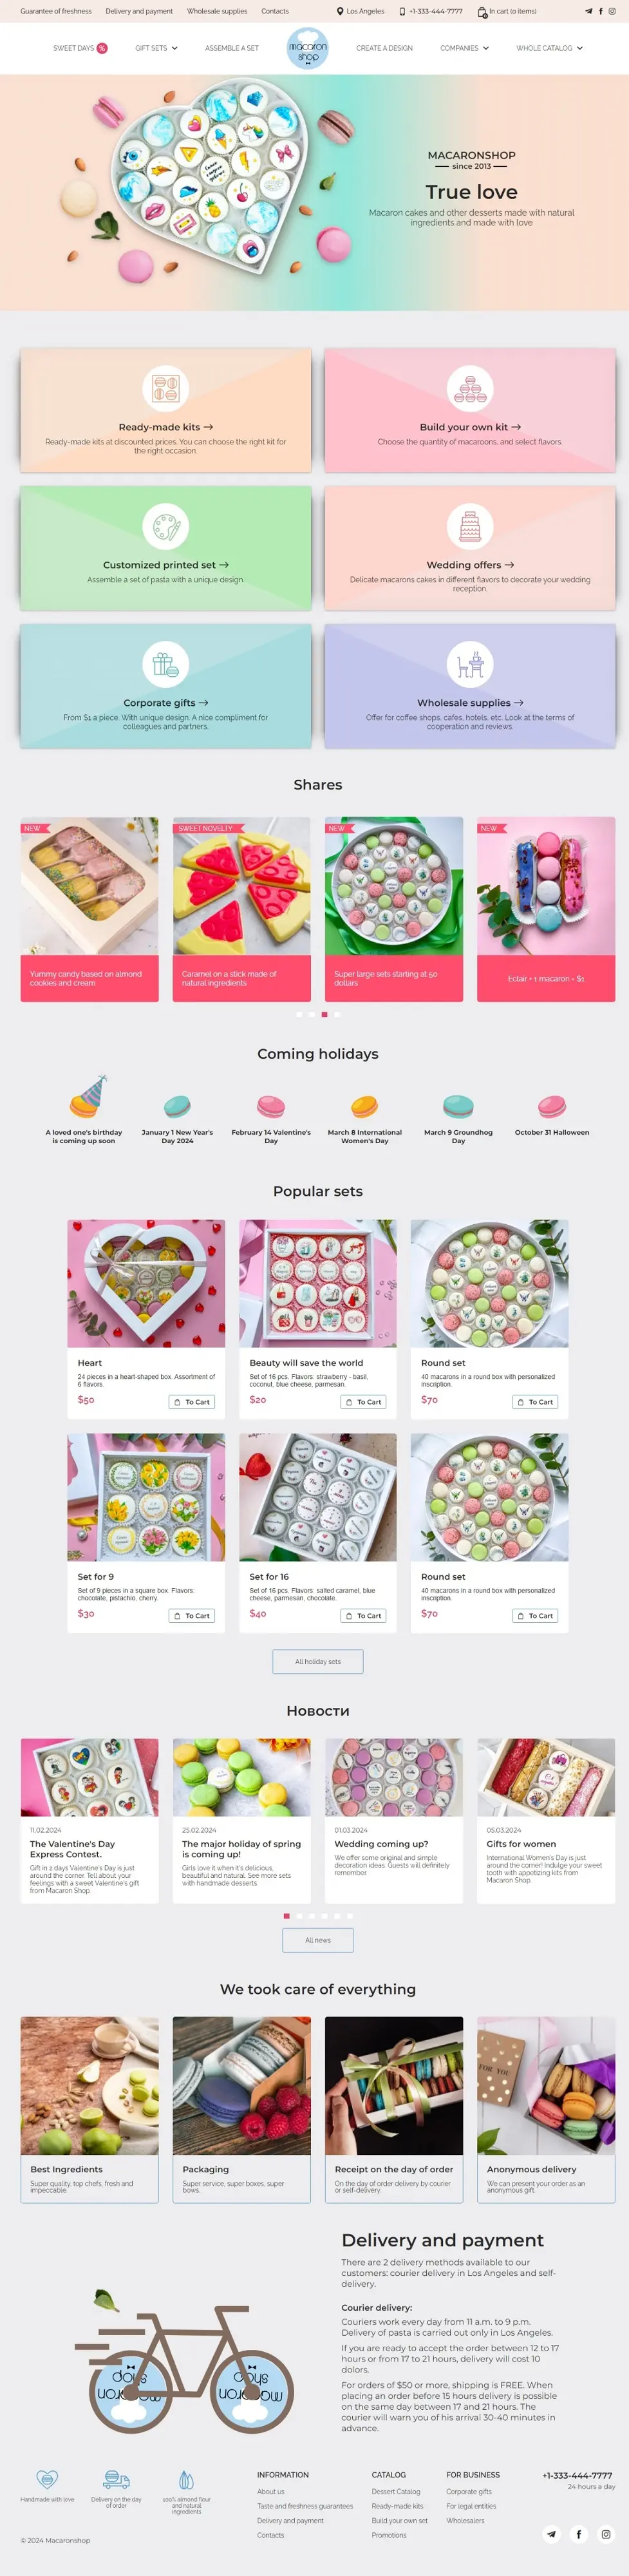 Guarantee of freshness Delivery and payment Wholesale supplies Contacts Los Angeles +1-333-444-7777 In cart (0 items)
SWEET DAYS % GIFT SETS ASSEMBLE A SET macaron shop CREATE A DESIGN COMPANIES WHOLE CATALOG
MACARONSHOP
since 2013
True love
Macaron cakes and other desserts made with natural
ingredients and made with love
Ready-made kits →
Ready-made kits at discounted prices. You can choose the right kit for
the right occasion.
Build your own kit →
Choose the quantity of macaroons, and select flavors.
Customized printed set →
Assemble a set of pasta with a unique design.
Wedding offers →
Delicate macarons cakes in different flavors to decorate your wedding
reception.
Corporate gifts →
From $1 a piece. With unique design. A nice compliment for
colleagues and partners.
Wholesale supplies →
Offer for coffee shops, cafes, hotels, etc. Look at the terms of
cooperation and reviews.
Shares
NEW
Yummy candy based on almond
cookies and cream
SWEET NOVELTY
Caramel on a stick made of
natural ingredients
NEW
Super large sets starting at 50
dollars
NEW
Eclair + 1 macaron = $1
Coming holidays
A loved one's birthday
is coming up soon
January 1 New Year's
Day 2024
February 14 Valentine's
Day
March 8 International
Women's Day
March 9 Groundhog
Day
October 31 Halloween
Popular sets
Heart
24 pieces in a heart-shaped box. Assortment of
6 flavors.
$50 To Cart
Beauty will save the world
Set of 16 pcs. Flavors: strawberry - basil,
coconut, blue cheese, parmesan.
$20 To Cart
Round set
40 macarons in a round box with personalized
inscription.
$70 To Cart
Set for 9
Set of 9 pieces in a square box. Flavors:
chocolate, pistachio, cherry.
$30 To Cart
Set for 16
Set of 16 pcs. Flavors: salted caramel, blue
cheese, parmesan, chocolate.
$40 To Cart
Round set
40 macarons in a round box with personalized
inscription.
$70 To Cart
All holiday sets
Новости
11.02.2024
The Valentine's Day
Express Contest.
Gift in 2 days Valentine's Day is just
around the corner. Tell about your
feelings with a sweet Valentine's gift
from Macaron Shop.
25.02.2024
The major holiday of spring
is coming up!
Girls love it when it's delicious,
beautiful and natural. See more sets
with handmade desserts.
01.03.2024
Wedding coming up?
We offer some original and simple
decoration ideas. Guests will definitely
remember.
05.03.2024
Gifts for women
International Women's Day is just
around the corner! Indulge your sweet
tooth with appetizing kits from
Macaron Shop.
All news
We took care of everything
Best Ingredients
Super quality, top chefs, fresh and
impeccable.
Packaging
Super service, super boxes, super
bows.
Receipt on the day of order
On the day of order delivery by courier
or self-delivery.
FOR YOU
Anonymous delivery
We can present your order as an
anonymous gift.
Delivery and payment
There are 2 delivery methods available to our
customers: courier delivery in Los Angeles and self-
delivery.
Courier delivery:
Couriers work every day from 11 a.m. to 9 p.m.
Delivery of pasta is carried out only in Los Angeles.
If you are ready to accept the order between 12 to 17
hours or from 17 to 21 hours, delivery will cost 10
dolors.
For orders of $50 or more, shipping is FREE. When
placing an order before 15 hours delivery is possible
on the same day between 17 and 21 hours. The
courier will warn you of his arrival 30-40 minutes in
advance.
macaron shop
macaron shop
Handmade with love
Delivery on the day
of order
100% almond flour
and natural
ingredients
© 2024 Macaronshop
INFORMATION
About us
Taste and freshness guarantees
Delivery and payment
Contacts
CATALOG
Dessert Catalog
Ready-made kits
Build your own set
Promotions
FOR BUSINESS
Corporate gifts
For legal entities
Wholesalers
+1-333-444-7777
24 hours a day